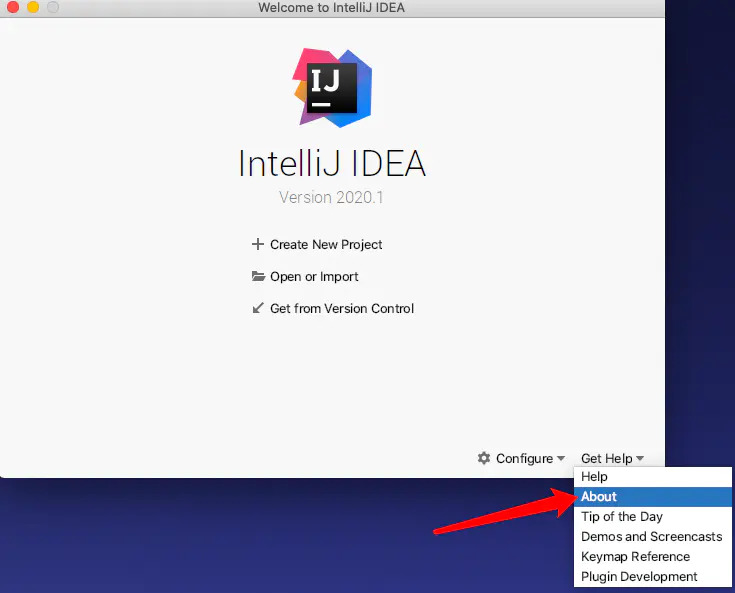 Welcome to IntelliJ IDEA
IJ
IntelliJ IDEA
Version 2020.1
Create New Project
Open or Import
Get from Version Control
Configure
Get Help
Help
About
Tip of the Day
Demos and Screencasts
Keymap Reference
Plugin Development